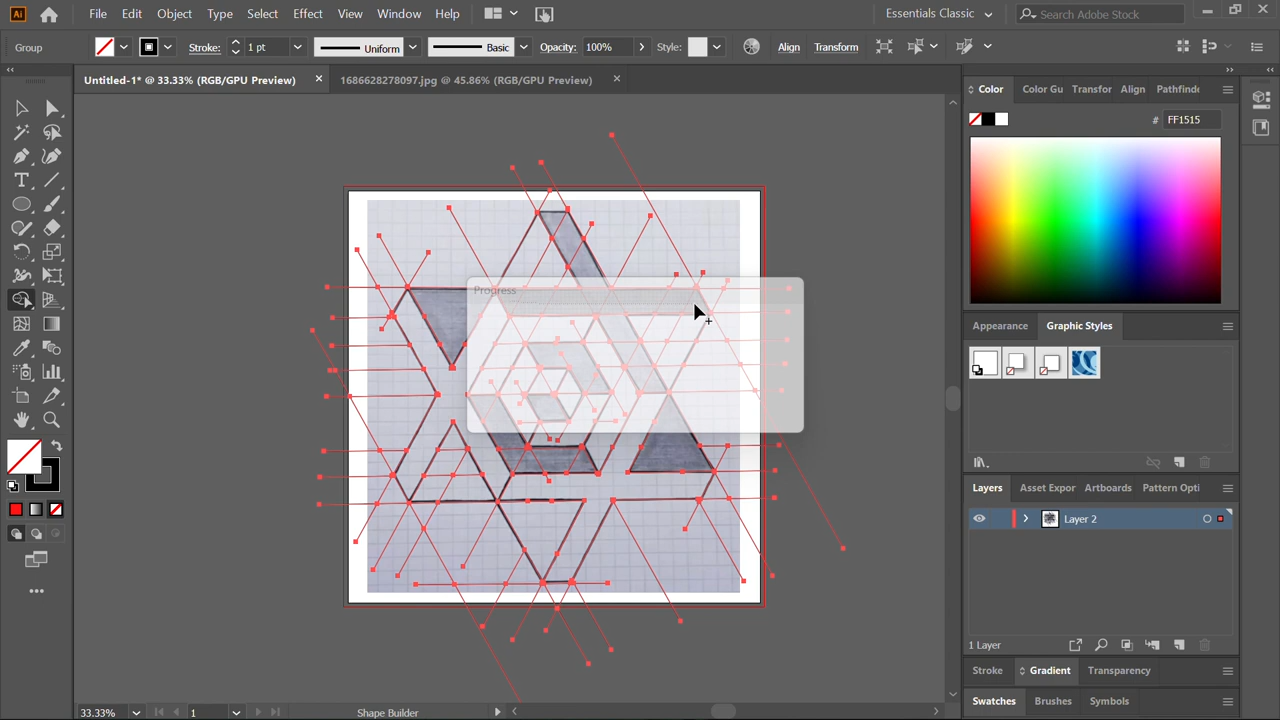 Ai File Edit Object Type Select Effect View Window Help Essentials Classic Search Adobe Stock
Group Stroke: 1 pt Uniform Basic Opacity: 100% Style: Align Transform
Untitled-1* @ 33.33% (RGB/GPU Preview) × 1686628278097.jpg @ 45.86% (RGB/GPU Preview) ×
Color Color Gu Transfor Align Pathfinde
# FF1515
Progress
Appearance Graphic Styles
Layers Asset Expor Artboards Pattern Opti
Layer 2
1 Layer
Stroke Gradient Transparency
Swatches Brushes Symbols
33.33% 1 Shape Builder